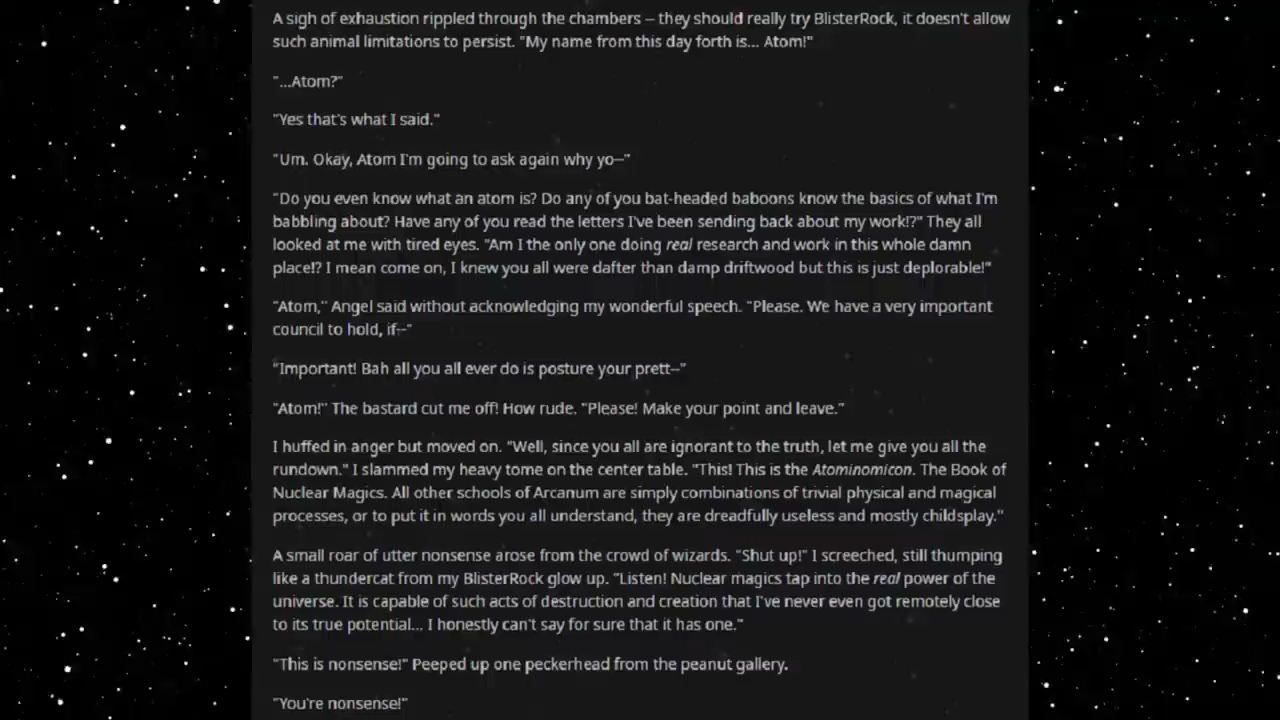 A sigh of exhaustion rippled through the chambers – they should really try BlisterRock, it doesn't allow
such animal limitations to persist. "My name from this day forth is... Atom!"
"...Atom?"
"Yes that's what I said."
"Um. Okay, Atom I'm going to ask again why yo–"
"Do you even know what an atom is? Do any of you bat-headed baboons know the basics of what I'm
babbling about? Have any of you read the letters I've been sending back about my work!?" They all
looked at me with tired eyes. "Am I the only one doing real research and work in this whole damn
place!? I mean come on, I knew you all were dafter than damp driftwood but this is just deplorable!"
"Atom," Angel said without acknowledging my wonderful speech. "Please. We have a very important
council to hold, if--"
"Important! Bah all you all ever do is posture your prett--"
"Atom!" The bastard cut me off! How rude. "Please! Make your point and leave."
I huffed in anger but moved on. "Well, since you all are ignorant to the truth, let me give you all the
rundown." I slammed my heavy tome on the center table. "This! This is the Atominomicon. The Book of
Nuclear Magics. All other schools of Arcanum are simply combinations of trivial physical and magical
processes, or to put it in words you all understand, they are dreadfully useless and mostly childsplay."
A small roar of utter nonsense arose from the crowd of wizards. "Shut up!" I screeched, still thumping
like a thundercat from my BlisterRock glow up. "Listen! Nuclear magics tap into the real power of the
universe. It is capable of such acts of destruction and creation that I've never even got remotely close
to its true potential... I honestly can't say for sure that it has one."
"This is nonsense!" Peeped up one peckerhead from the peanut gallery.
"You're nonsense!"